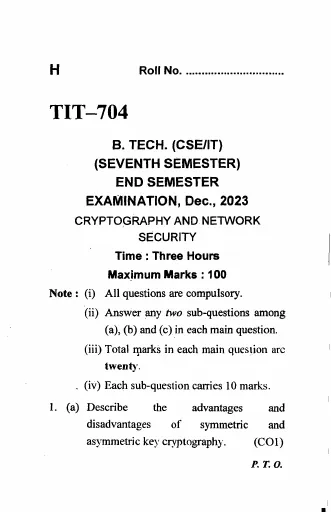 H Roll No. ...............................
TIT–704
B. TECH. (CSE/IT)
(SEVENTH SEMESTER)
END SEMESTER
EXAMINATION, Dec., 2023
CRYPTOGRAPHY AND NETWORK
SECURITY
Time : Three Hours
Maximum Marks : 100
Note : (i) All questions are compulsory.
(ii) Answer any two sub-questions among
(a), (b) and (c) in each main question.
(iii) Total marks in each main question are
twenty.
(iv) Each sub-question carries 10 marks.
1. (a) Describe the advantages and
disadvantages of symmetric and
asymmetric key cryptography. (CO1)
P. T. O.